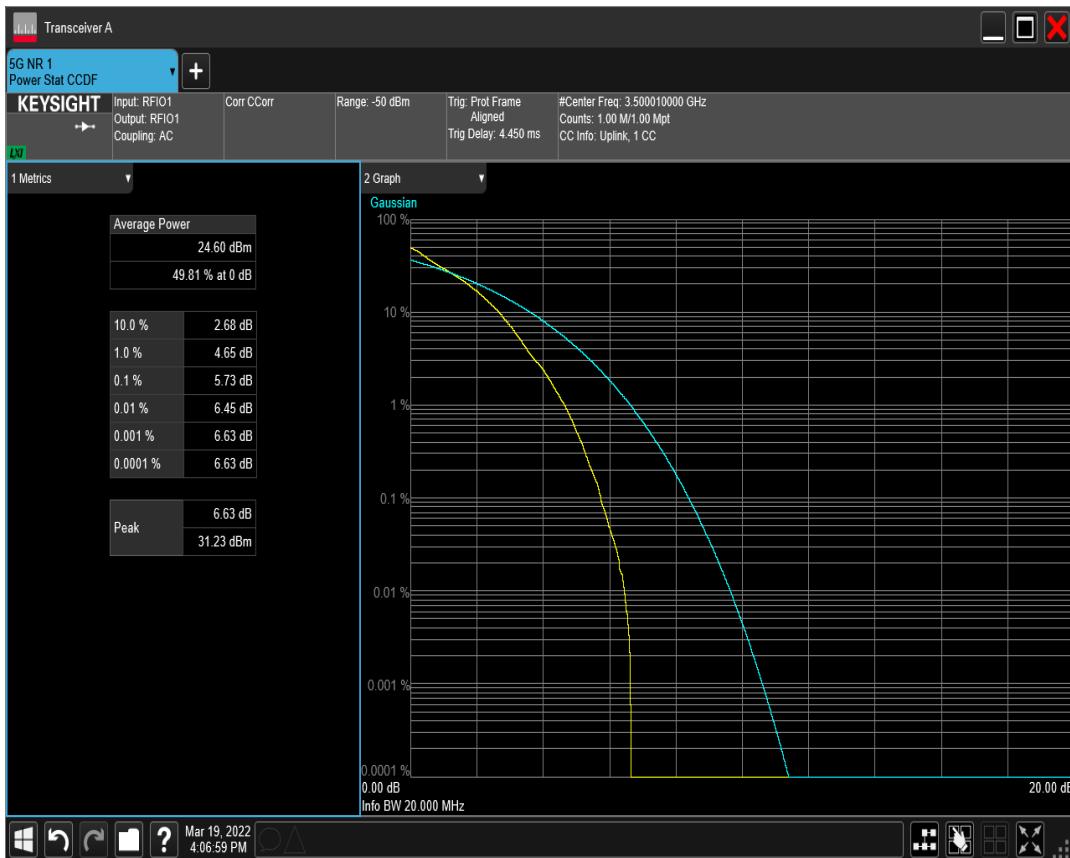 Transceiver A
5G NR 1
Power Stat CCDF
KEYSIGHT
LXI
Input: RFIO1
Output: RFIO1
Coupling: AC
Corr CCorr
Range: -50 dBm
Trig: Prot Frame
Aligned
Trig Delay: 4.450 ms
#Center Freq: 3.500010000 GHz
Counts: 1.00 M/1.00 Mpt
CC Info: Uplink, 1 CC
1 Metrics
Average Power
24.60 dBm
49.81 % at 0 dB
10.0 % 2.68 dB
1.0 % 4.65 dB
0.1 % 5.73 dB
0.01 % 6.45 dB
0.001 % 6.63 dB
0.0001 % 6.63 dB
Peak
6.63 dB
31.23 dBm
2 Graph
Gaussian
100 %
10 %
1 %
0.1 %
0.01 %
0.001 %
0.0001 %
0.00 dB 20.00 dB
Info BW 20.000 MHz
Mar 19, 2022
4:06:59 PM